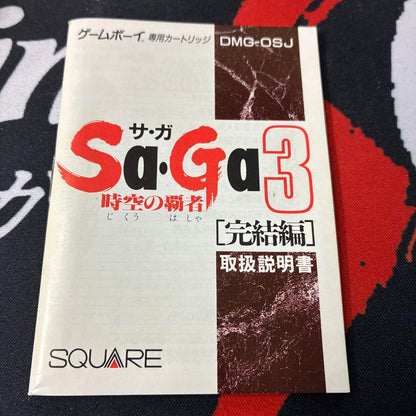 ゲームボーイ™ 専用カートリッジ DMG-OSJ
サ・ガ
Sa・Ga3
時空の覇者
じくう はしゃ
［完結編］
取扱説明書
SQUARE